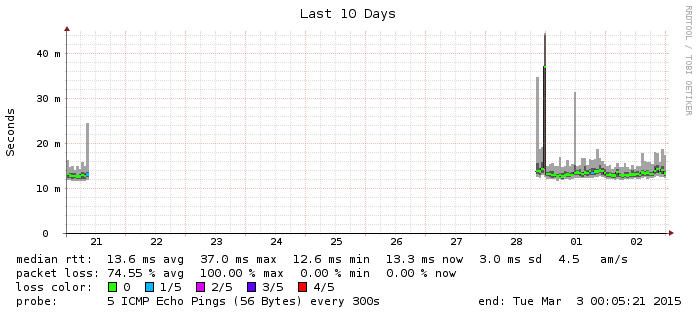 Last 10 Days
RRDTOOL / TOBI OETIKER
Seconds
40 m
30 m
20 m
10 m
0
21 22 23 24 25 26 27 28 01 02
median rtt: 13.6 ms avg 37.0 ms max 12.6 ms min 13.3 ms now 3.0 ms sd 4.5 am/s
packet loss: 74.55 % avg 100.00 % max 0.00 % min 0.00 % now
loss color: 0 1/5 2/5 3/5 4/5
probe: 5 ICMP Echo Pings (56 Bytes) every 300s end: Tue Mar 3 00:05:21 2015